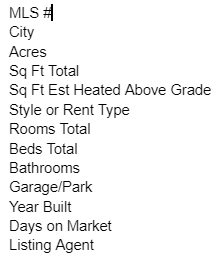 MLS #
City
Acres
Sq Ft Total
Sq Ft Est Heated Above Grade
Style or Rent Type
Rooms Total
Beds Total
Bathrooms
Garage/Park
Year Built
Days on Market
Listing Agent